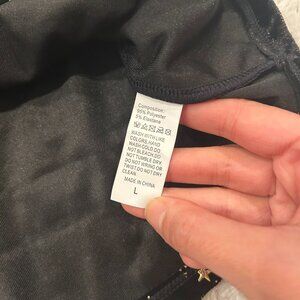 Composition:
95% Polyester
5% Elastane
WASH WITH LIKE
COLORS, HAND
WASH ONLY
DO NOT BLEACH DO
NOT TUMBLE DRY.
DO NOT WRING OR
TWIST DO NOT DRY
CLEAN.
MADE IN CHINA
L